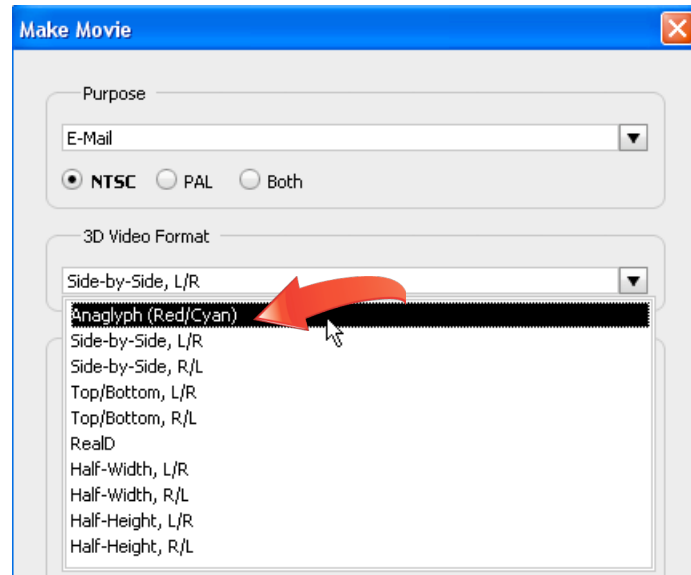 Make Movie
Purpose
E-Mail
NTSC PAL Both
3D Video Format
Side-by-Side, L/R
Anaglyph (Red/Cyan)
Side-by-Side, L/R
Side-by-Side, R/L
Top/Bottom, L/R
Top/Bottom, R/L
RealD
Half-Width, L/R
Half-Width, R/L
Half-Height, L/R
Half-Height, R/L